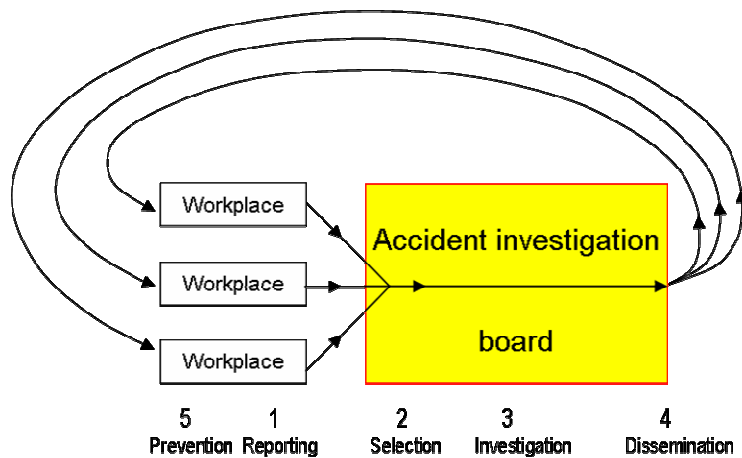 Workplace
Accident investigation
Workplace
board
Workplace
5 1 2 3 4
Prevention Reporting Selection Investigation Dissemination